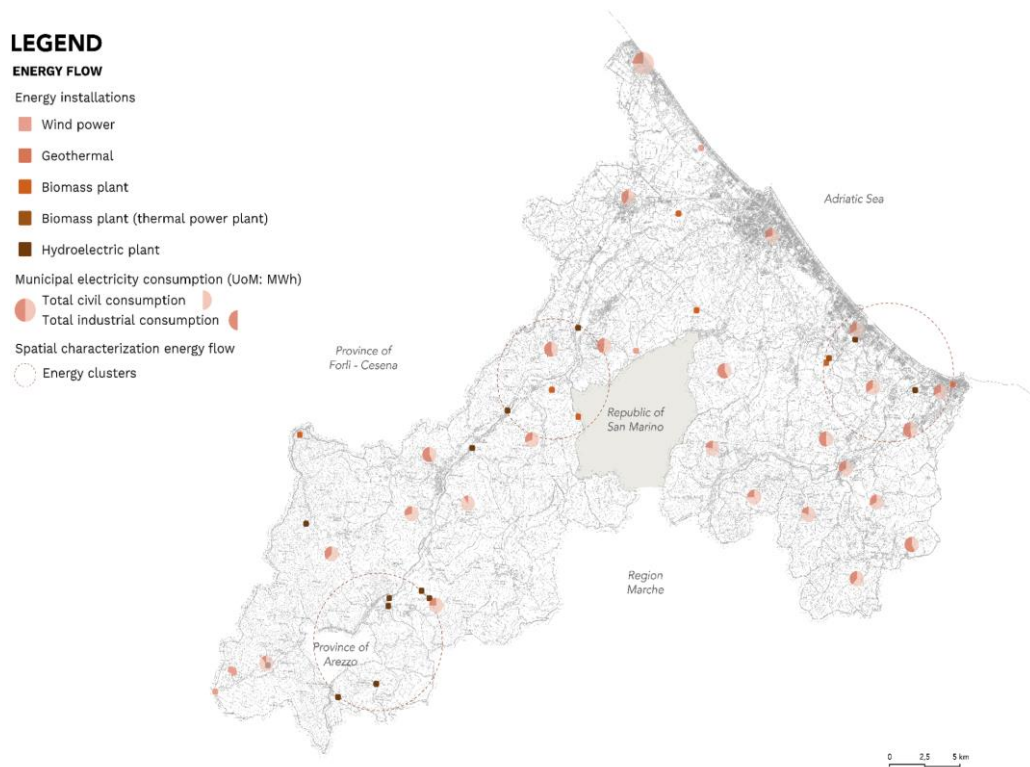 LEGEND
ENERGY FLOW
Energy installations
Wind power
Geothermal
Biomass plant
Biomass plant (thermal power plant)
Hydroelectric plant
Municipal electricity consumption (UoM: MWh)
Total civil consumption
Total industrial consumption
Spatial characterization energy flow
Energy clusters
Adriatic Sea
Province of
Forlì - Cesena
Republic of
San Marino
Region
Marche
Province of
Arezzo
0 2,5 5 km